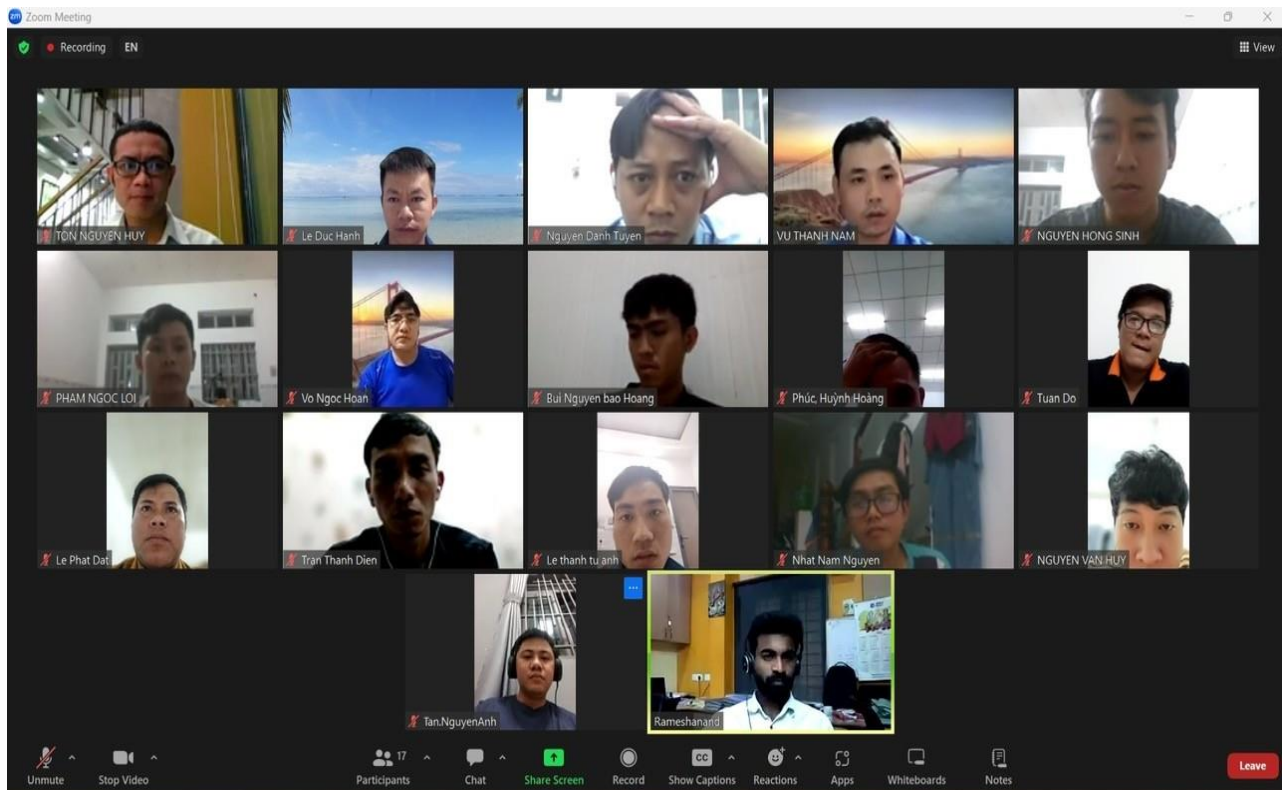 zm Zoom Meeting
Recording EN
View
TON NGUYEN HUY
Le Duc Hanh
Nguyen Danh Tuyen
VU THANH NAM
NGUYEN HONG SINH
PHAM NGOC LOI
Vo Ngoc Hoan
Bui Nguyen bao Hoang
Phúc, Huỳnh Hoàng
Tuan Do
Le Phat Dat
Tran Thanh Dien
Le thanh tu anh
Nhat Nam Nguyen
NGUYEN VAN HUY
Tan.NguyenAnh
Rameshanand
17
CC
Unmute
Stop Video
Participants
Chat
Share Screen
Record
Show Captions
Reactions
Apps
Whiteboards
Notes
Leave